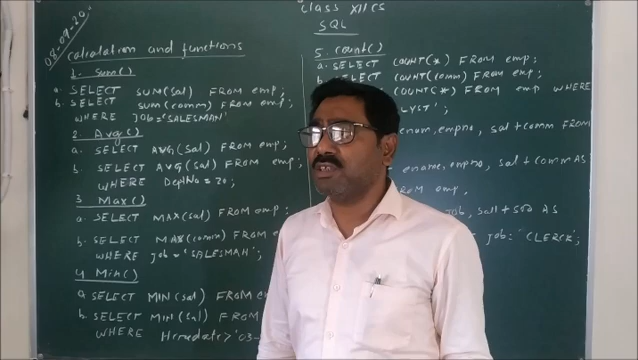 08-09-20
Class XII CS
SQL
Calculation and functions
1. Sum()
a. SELECT SUM(sal) FROM emp;
b. SELECT sum(comm) FROM emp;
WHERE job='SALESMAN'
2. Avg()
a. SELECT AVG(sal) FROM emp;
b. SELECT AVG(sal) FROM emp;
WHERE DeptNo = 20;
3 Max()
a. SELECT MAX(sal) FROM emp;
b. SELECT MAX(comm) FROM
WHERE job='SALESMAN';
4 Min()
a SELECT MIN(sal) FROM
b. SELECT MIN(sal) FROM
WHERE Hiredate > '03-
5. Count()
a. SELECT COUNT(*) FROM emp;
b. SELECT COUNT(comm) FROM emp;
COUNT(*) FROM emp WHERE
LYST';
ename, empno, sal + comm FROM
ename, empno, sal + comm AS
FROM emp,
job, sal + 500 AS
job = 'CLERCK';